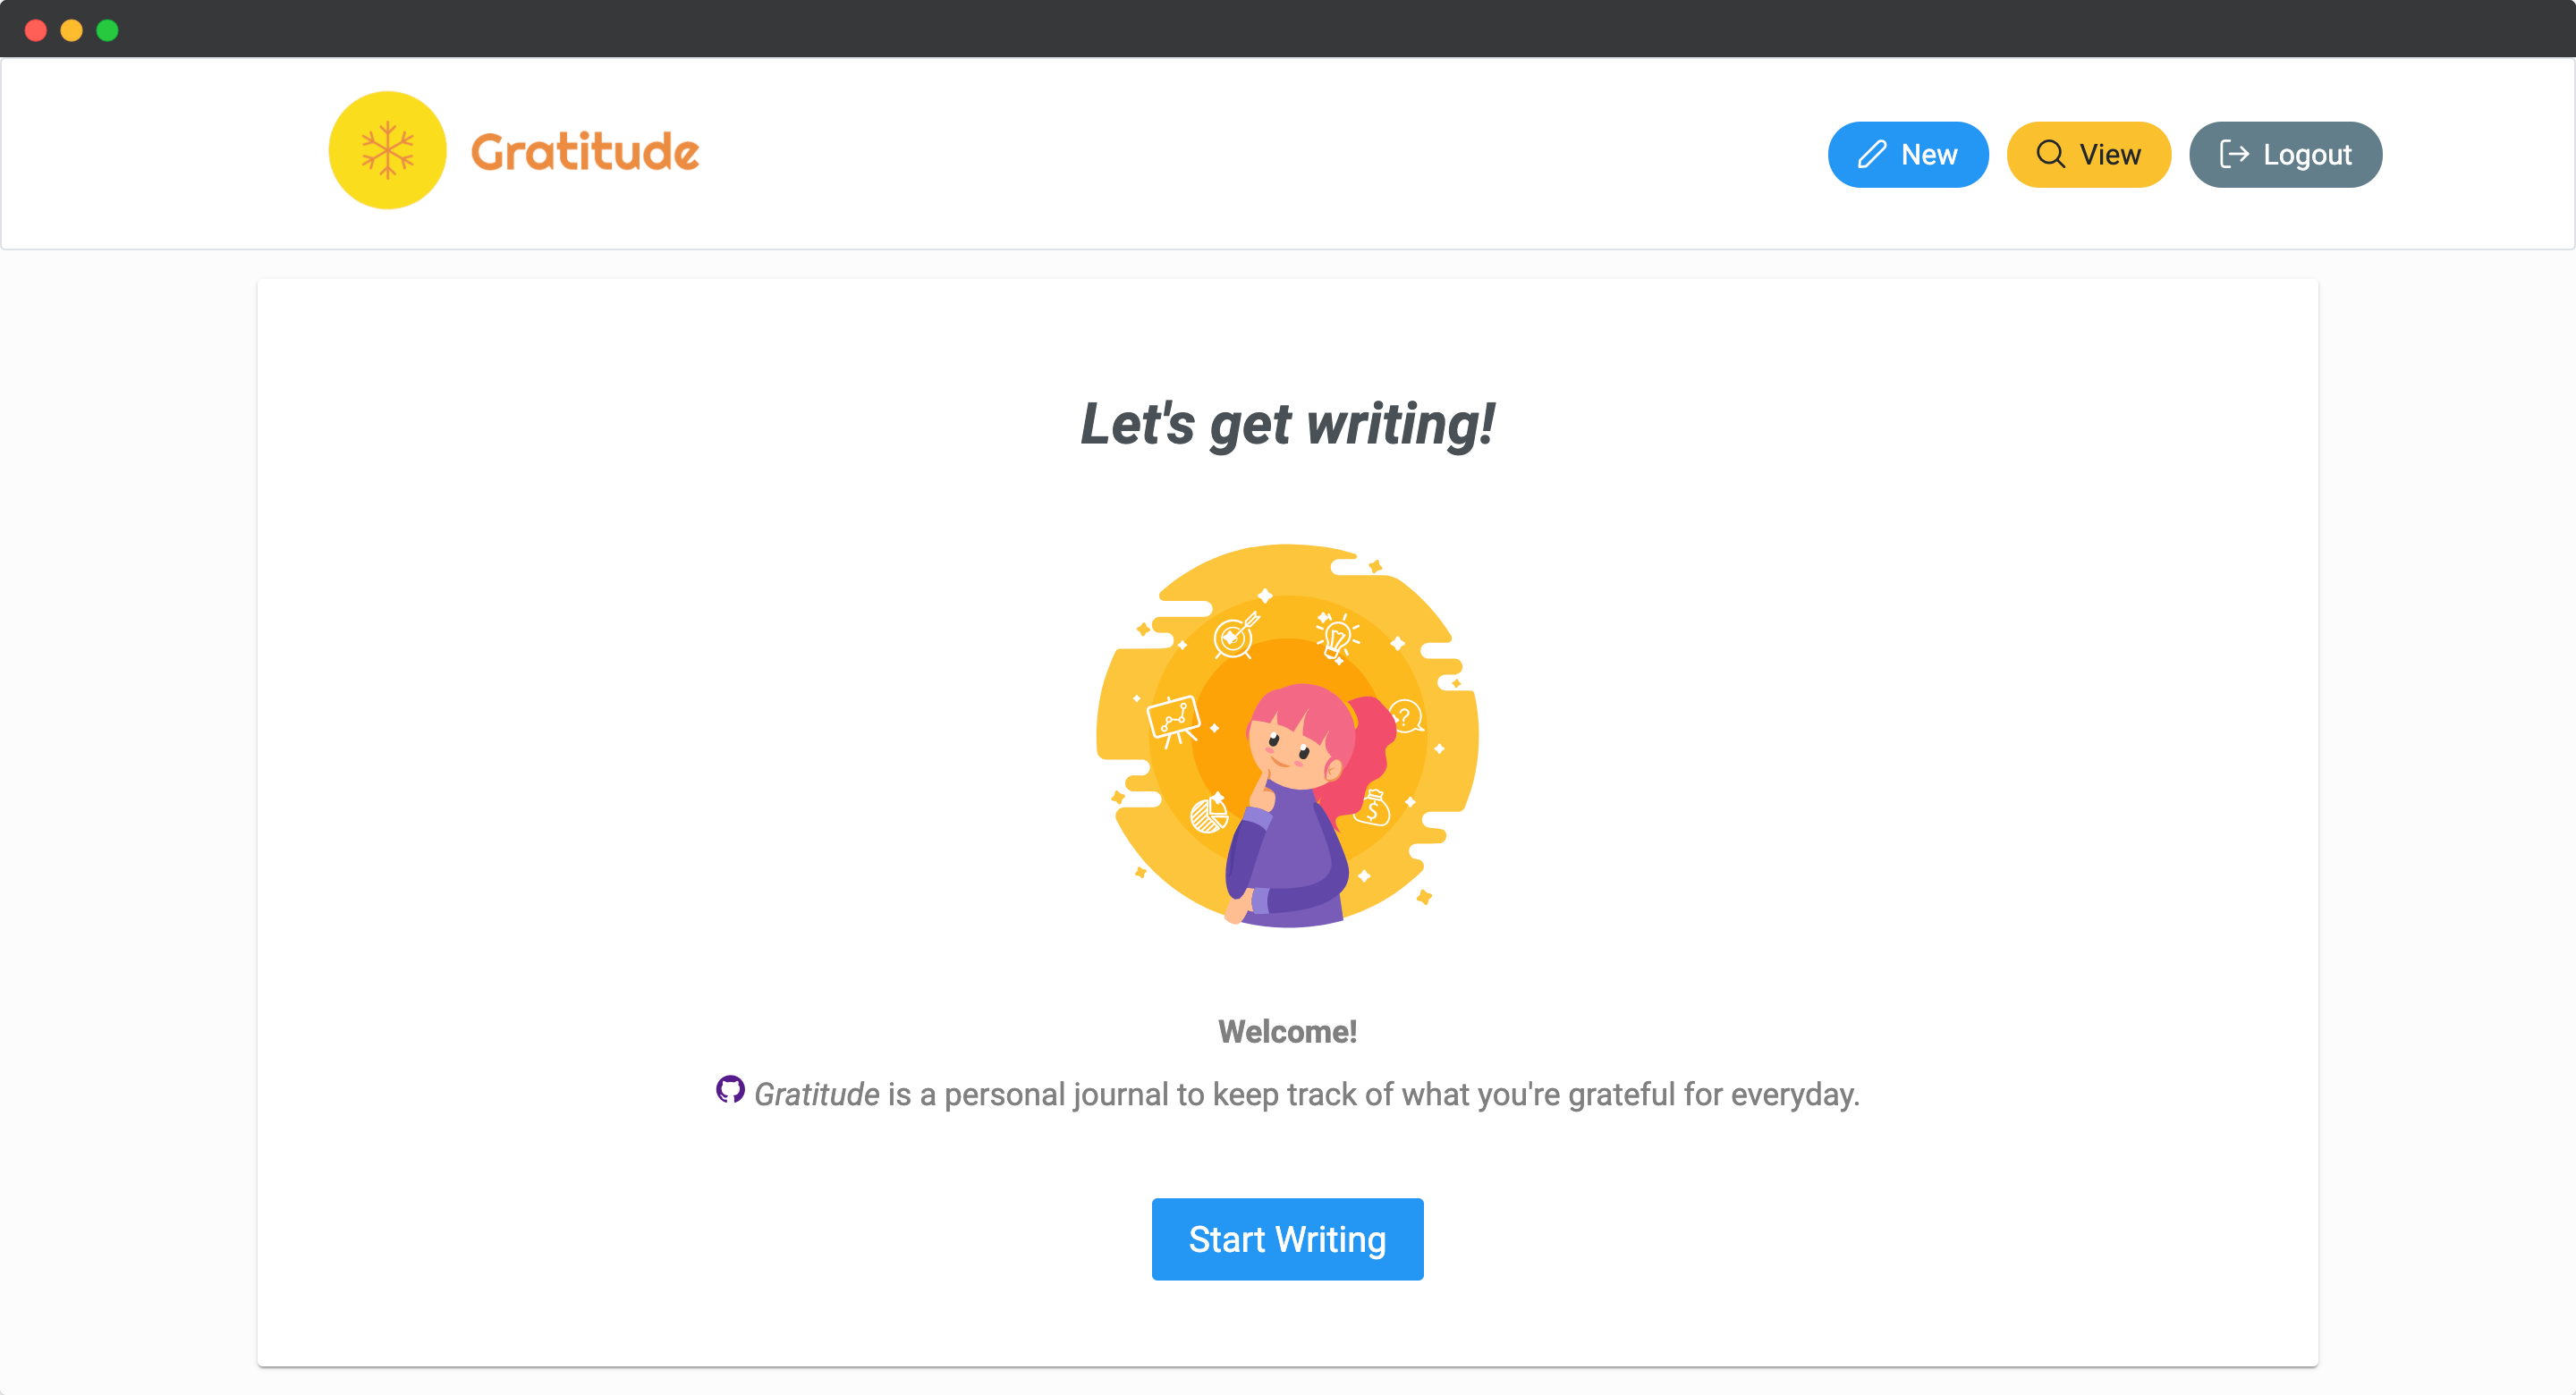 Gratitude
New
View
Logout
Let's get writing!
?
$
Welcome!
Gratitude is a personal journal to keep track of what you're grateful for everyday.
Start Writing